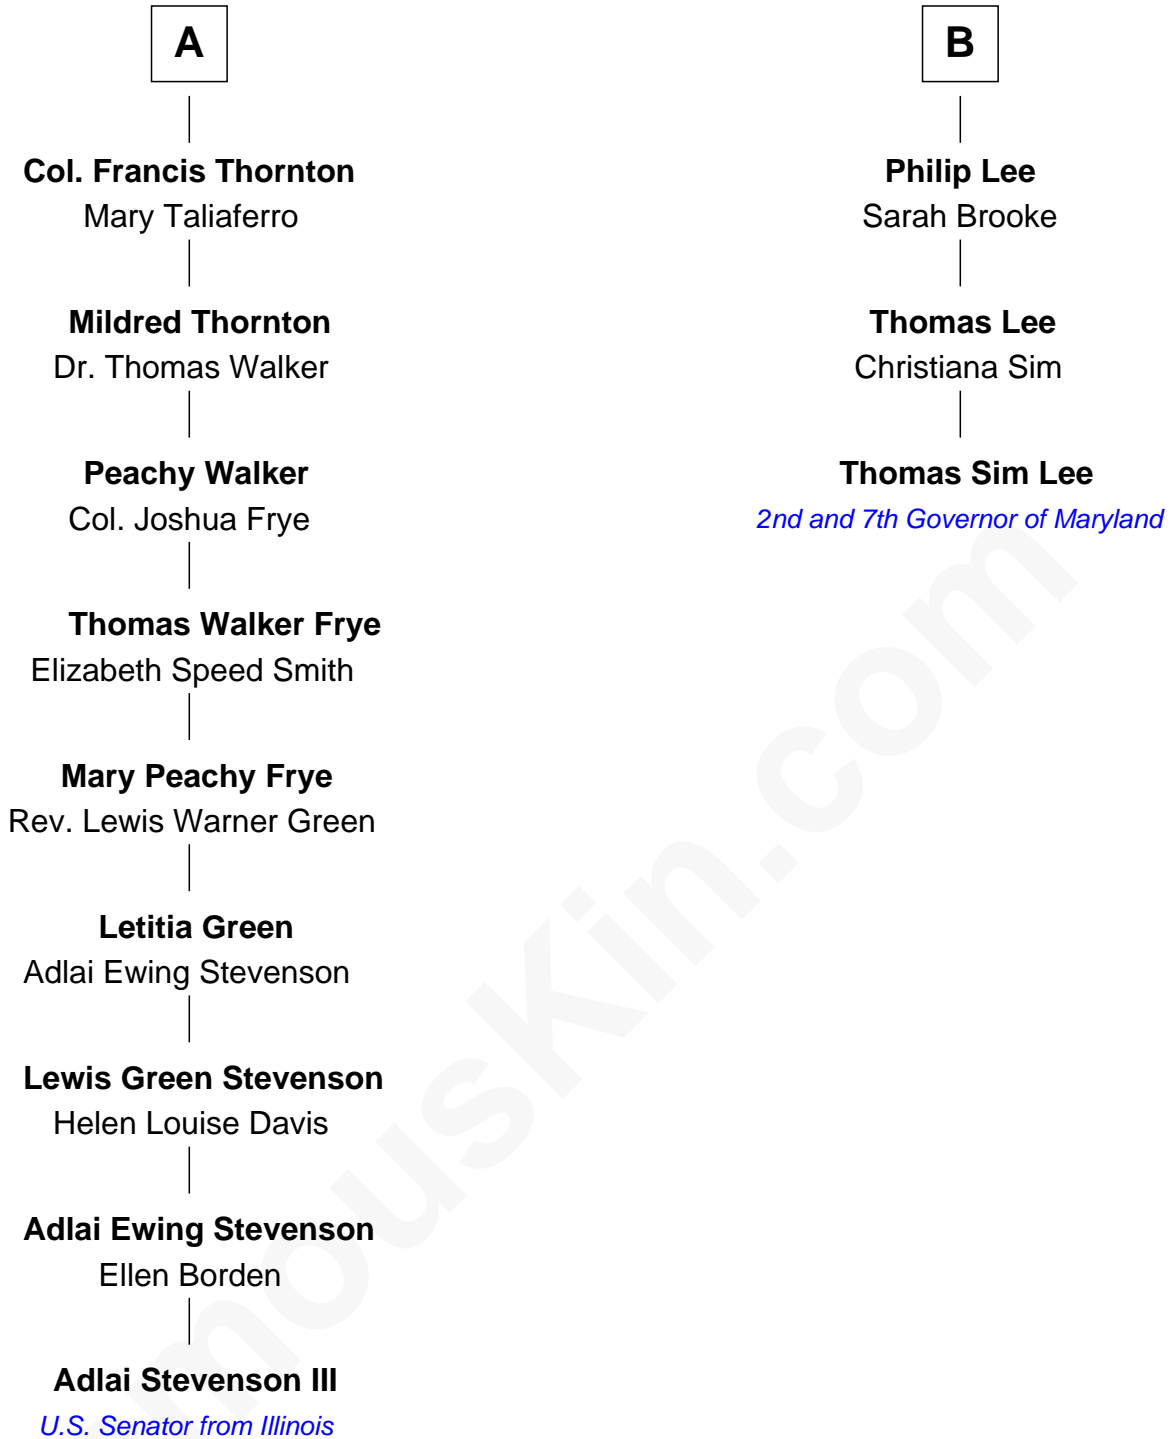 A
Col. Francis Thornton
Mary Taliaferro
Mildred Thornton
Dr. Thomas Walker
Peachy Walker
Col. Joshua Frye
Thomas Walker Frye
Elizabeth Speed Smith
Mary Peachy Frye
Rev. Lewis Warner Green
Letitia Green
Adlai Ewing Stevenson
Lewis Green Stevenson
Helen Louise Davis
Adlai Ewing Stevenson
Ellen Borden
Adlai Stevenson III
U.S. Senator from Illinois
B
Philip Lee
Sarah Brooke
Thomas Lee
Christiana Sim
Thomas Sim Lee
2nd and 7th Governor of Maryland
mouskin.com